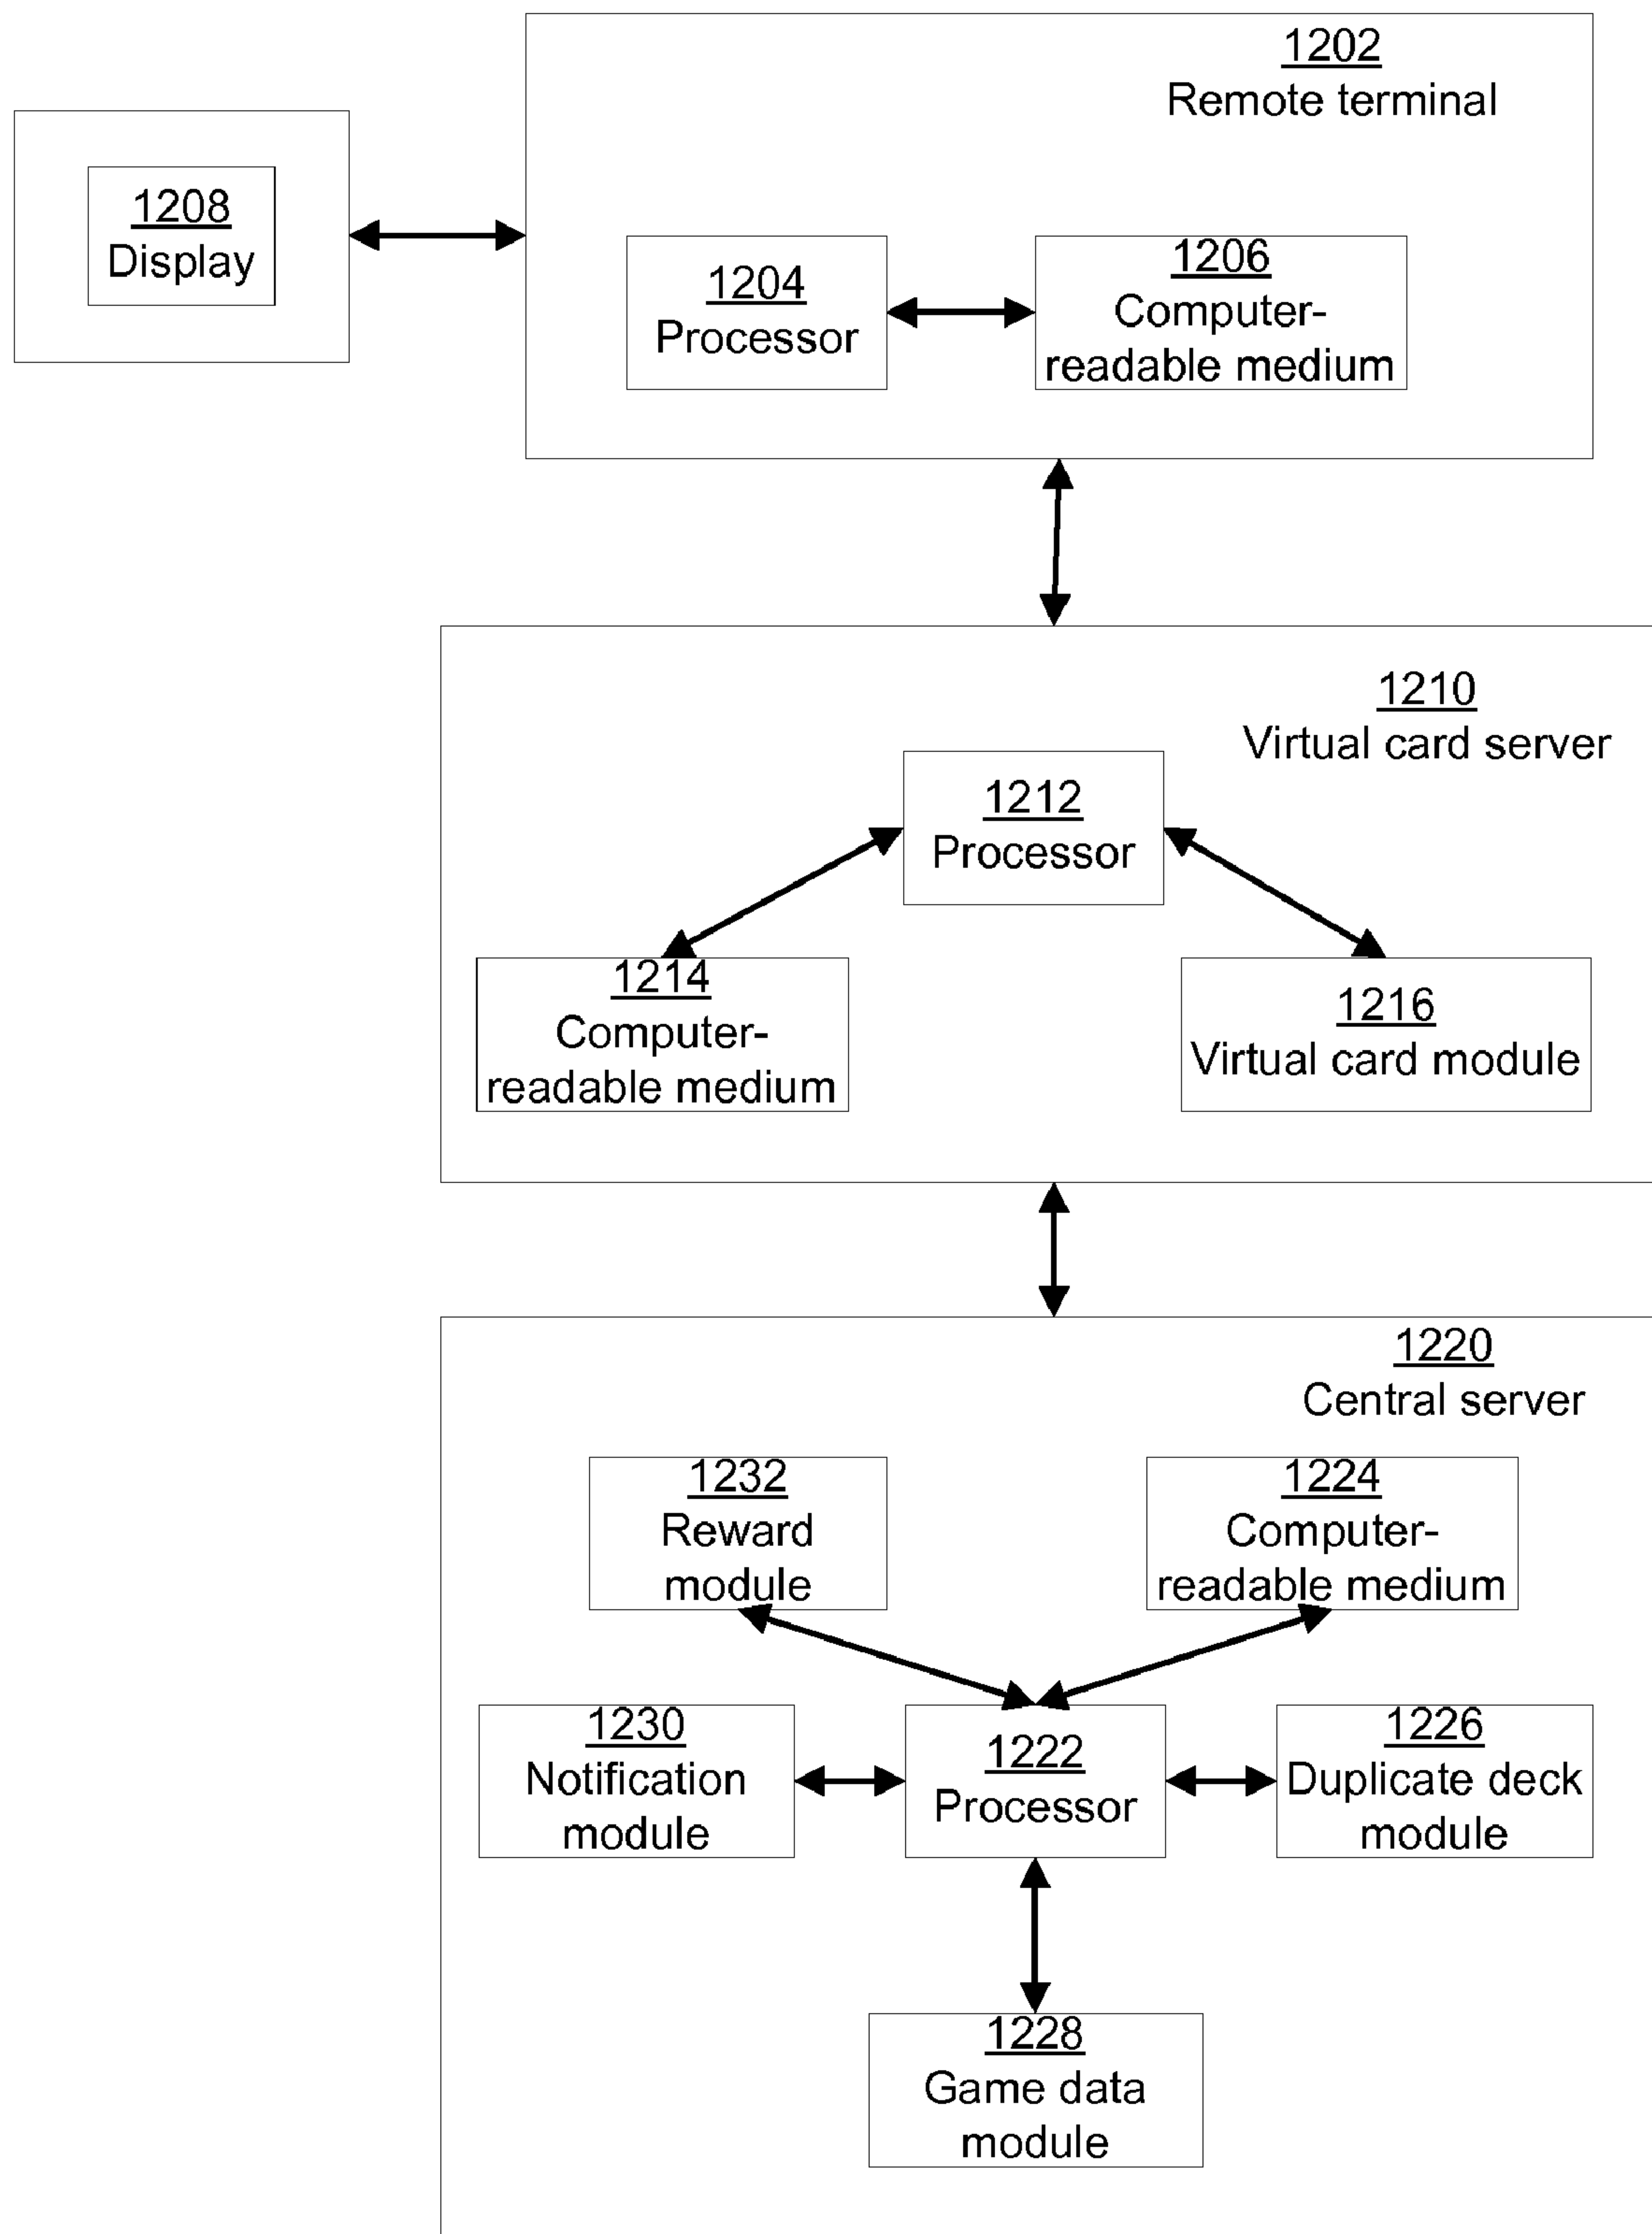 1202
Remote terminal
1208
Display
1204
Processor
1206
Computer-
readable medium
1210
Virtual card server
1212
Processor
1214
Computer-
readable medium
1216
Virtual card module
1220
Central server
1232
Reward
module
1224
Computer-
readable medium
1230
Notification
module
1222
Processor
1226
Duplicate deck
module
1228
Game data
module